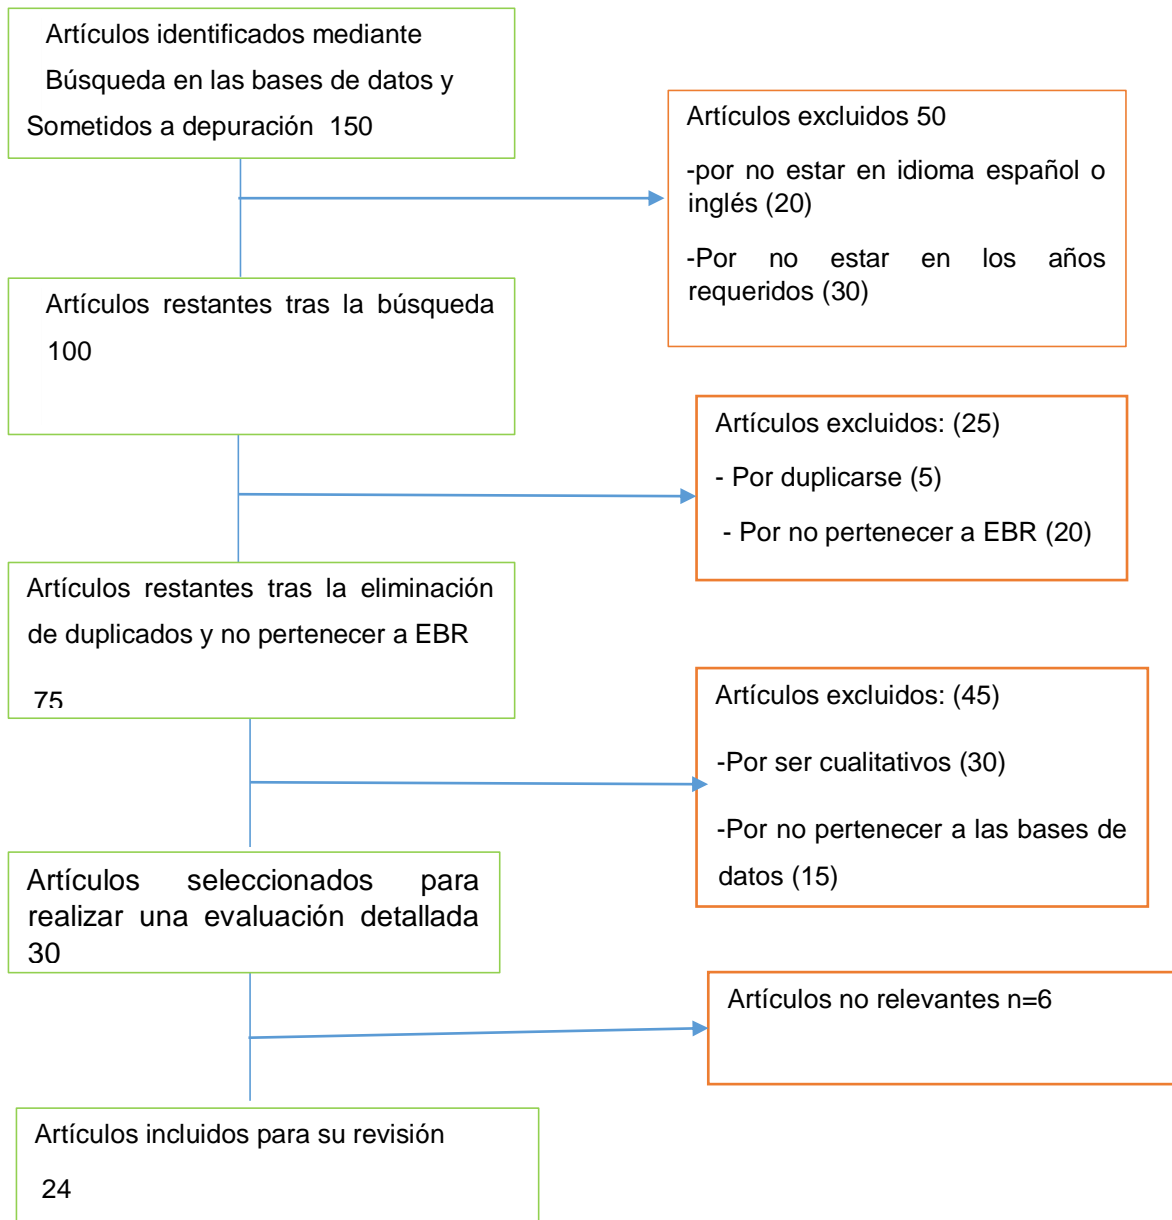 Artículos identificados mediante
Búsqueda en las bases de datos y
Sometidos a depuración 150
Artículos excluidos 50
-por no estar en idioma español o
inglés (20)
-Por no estar en los años
requeridos (30)
Artículos restantes tras la búsqueda
100
Artículos excluidos: (25)
- Por duplicarse (5)
- Por no pertenecer a EBR (20)
Artículos restantes tras la eliminación
de duplicados y no pertenecer a EBR
75
Artículos excluidos: (45)
-Por ser cualitativos (30)
-Por no pertenecer a las bases de
datos (15)
Artículos seleccionados para
realizar una evaluación detallada
30
Artículos no relevantes n=6
Artículos incluidos para su revisión
24